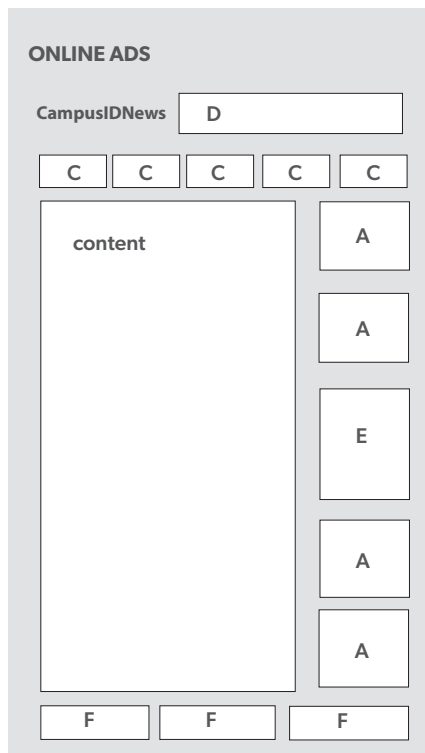 ONLINE ADS
CampusIDNews D
C C C C C
content
A
A
E
A
A
F F F